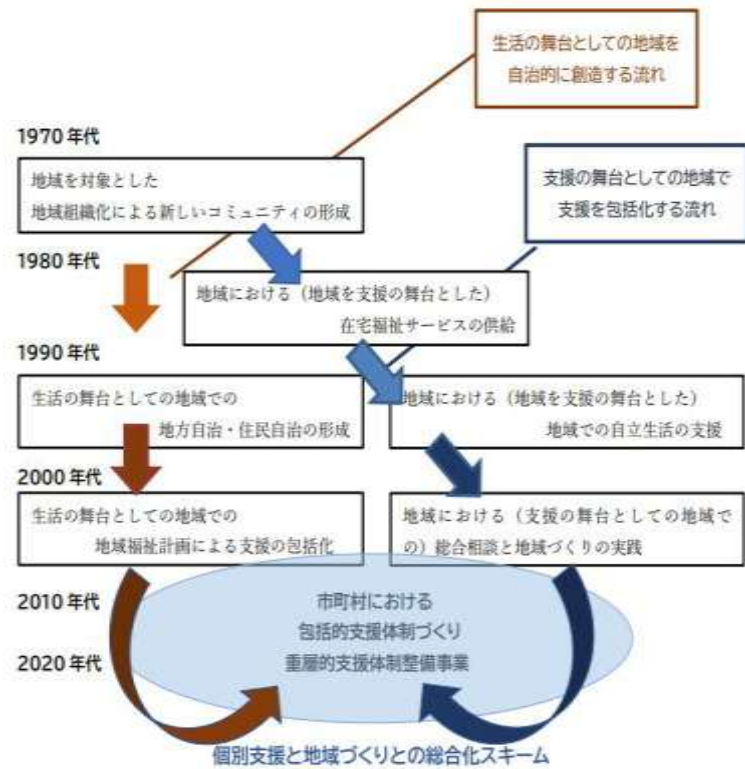 生活の舞台としての地域を
自治的に創造する流れ
1970年代
地域を対象とした
地域組織化による新しいコミュニティの形成
支援の舞台としての地域で
支援を包括化する流れ
1980年代
地域における（地域を支援の舞台とした）
在宅福祉サービスの供給
1990年代
生活の舞台としての地域での
地方自治・住民自治の形成
地域における（地域を支援の舞台とした）
地域での自立生活の支援
2000年代
生活の舞台としての地域での
地域福祉計画による支援の包括化
地域における（支援の舞台としての地域で
の）総合相談と地域づくりの実践
2010年代
市町村における
包括的支援体制づくり
2020年代
重層的支援体制整備事業
個別支援と地域づくりとの総合化スキーム